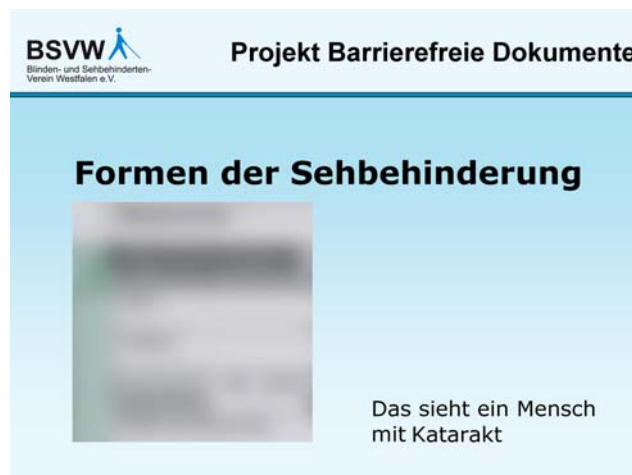 BSVW
Blinden- und Sehbehinderten-
Verein Westfalen e.V.
Projekt Barrierefreie Dokumente
Formen der Sehbehinderung
Das sieht ein Mensch
mit Katarakt